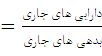 = دارایی های جاری
بدهی های جاری